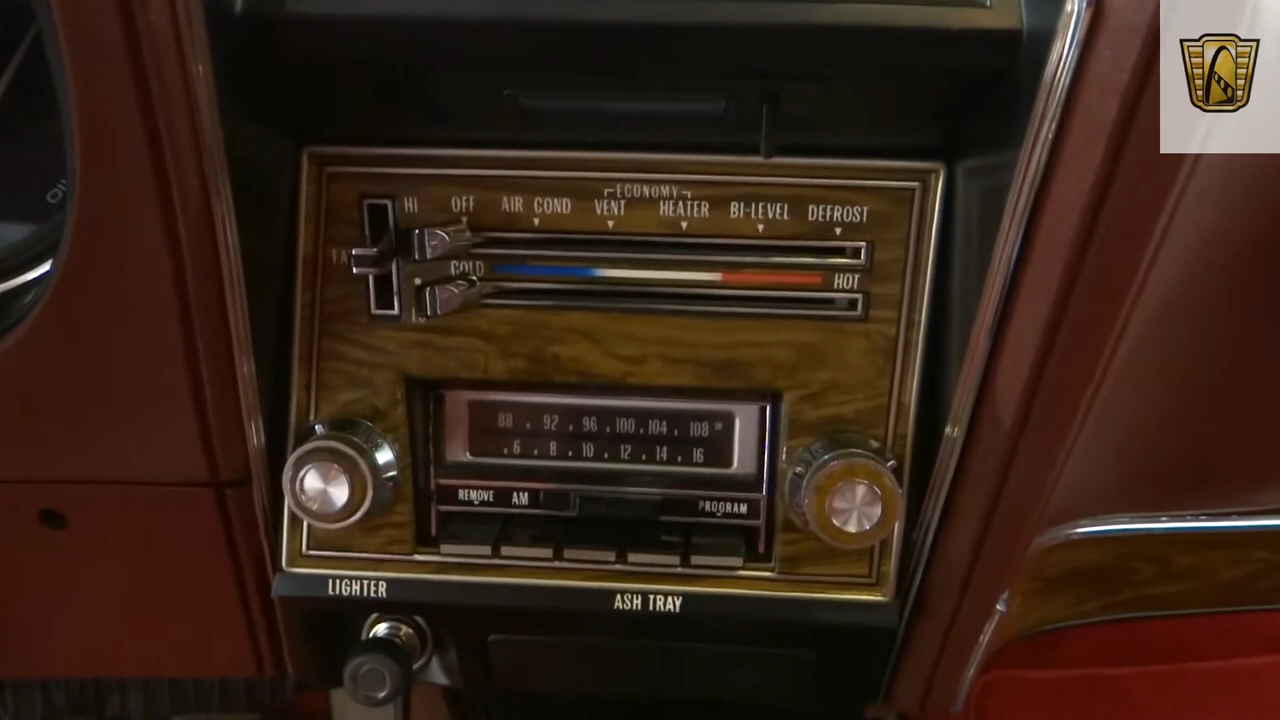 ECONOMY
HI OFF AIR COND VENT HEATER BI-LEVEL DEFROST
COLD HOT
88 92 96 100 104 108
6 8 10 12 14 16
REMOVE AM PROGRAM
LIGHTER
ASH TRAY